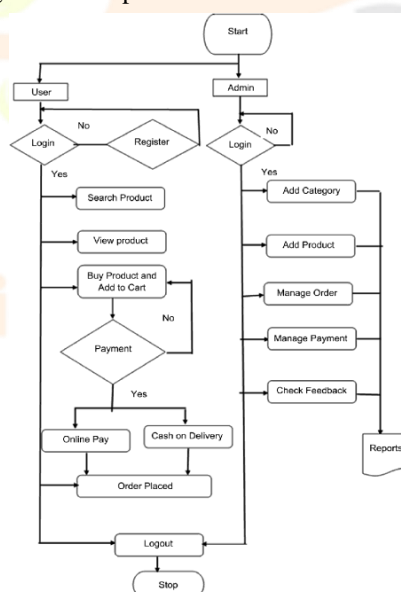 Start
User
Admin
No
No
Login
Register
Login
Yes
Yes
Search Product
Add Category
View product
Add Product
Buy Product and
Add to Cart
Manage Order
No
Payment
Manage Payment
Yes
Check Feedback
Online Pay
Cash on Delivery
Reports
Order Placed
Logout
Stop